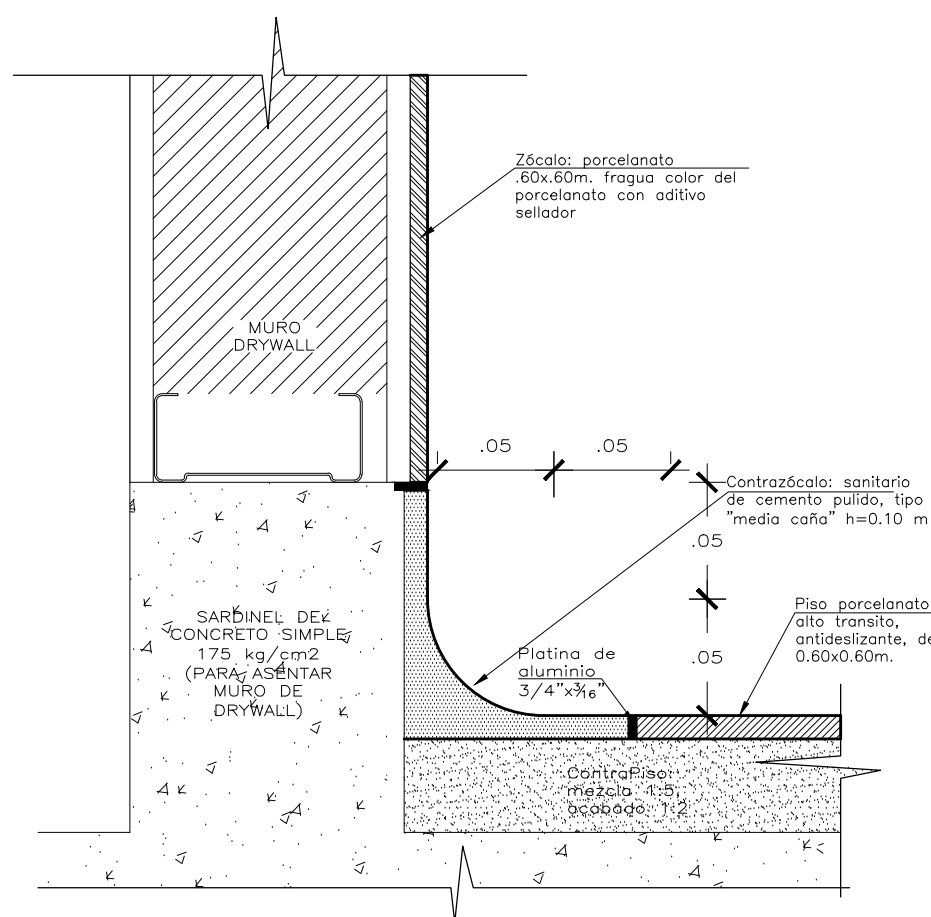 Zócalo: porcelanato
.60x.60m. fragua color del
porcelanato con aditivo
sellador
MURO
DRYWALL
.05
.05
Contrazócalo: sanitario
de cemento pulido, tipo
"media caña" h=0.10 m
.05
Piso porcelanato
alto transito,
antideslizante, de
0.60x0.60m.
SARDINEL DE
CONCRETO SIMPLE
175 kg/cm2
(PARA ASENTAR
MURO DE
DRYWALL)
.05
Platina de
aluminio
3/4"x3/16"
ContraPiso:
mezcla 1:5,
acabado 1:2